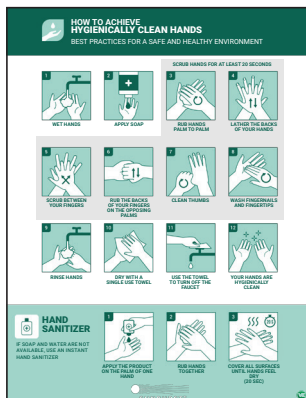 HOW TO ACHIEVE
HYGIENICALLY CLEAN HANDS
BEST PRACTICES FOR A SAFE AND HEALTHY ENVIRONMENT
SCRUB HANDS FOR AT LEAST 20 SECONDS
1
WET HANDS
2
APPLY SOAP
3
RUB HANDS
PALM TO PALM
4
LATHER THE BACKS
OF YOUR HANDS
5
SCRUB BETWEEN
YOUR FINGERS
6
RUB THE BACKS
OF YOUR FINGERS
ON THE OPPOSING
PALMS
7
CLEAN THUMBS
8
WASH FINGERNAILS
AND FINGERTIPS
9
RINSE HANDS
10
DRY WITH A
SINGLE USE TOWEL
11
USE THE TOWEL
TO TURN OFF THE
FAUCET
12
YOUR HANDS ARE
HYGIENICALLY
CLEAN
HAND
SANITIZER
IF SOAP AND WATER ARE NOT
AVAILABLE, USE AN INSTANT
HAND SANITIZER
1
APPLY THE PRODUCT
ON THE PALM OF ONE
HAND
2
RUB HANDS
TOGETHER
3
COVER ALL SURFACES
UNTIL HANDS FEEL
DRY
(20 SEC)